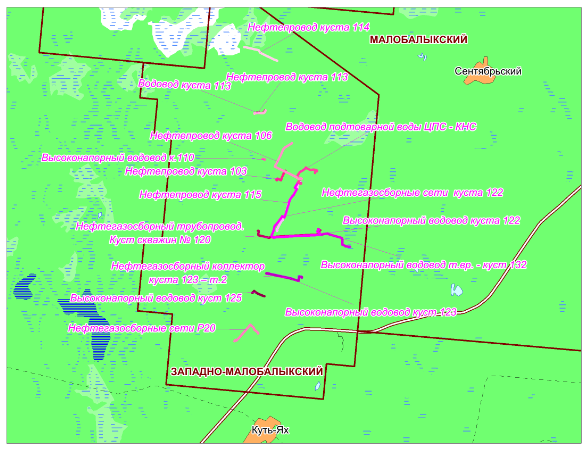 Нефтепровод куста 114
МАЛОБАЛЫКСКИЙ
Сентябрьский
Нефтепровод куста 113
Водовод куста 113
Водовод подтоварной воды ЦПС - КНС
Нефтепровод куста 106
Высоконапорный водовод к.110
Нефтепровод куста 103
Нефтепровод куста 115
Нефтегазосборные сети куста 122
Высоконапорный водовод куста 122
Нефтегазосборный трубопровод.
Куст скважин № 120
Нефтегазосборный коллектор
куста 123 – т.2
Высоконапорный водовод т.вр. - куст 132
Высоконапорный водовод куст 125
Высоконапорный водовод куст 123
Нефтегазосборные сети Р20
ЗАПАДНО-МАЛОБАЛЫКСКИЙ
Куть-Ях